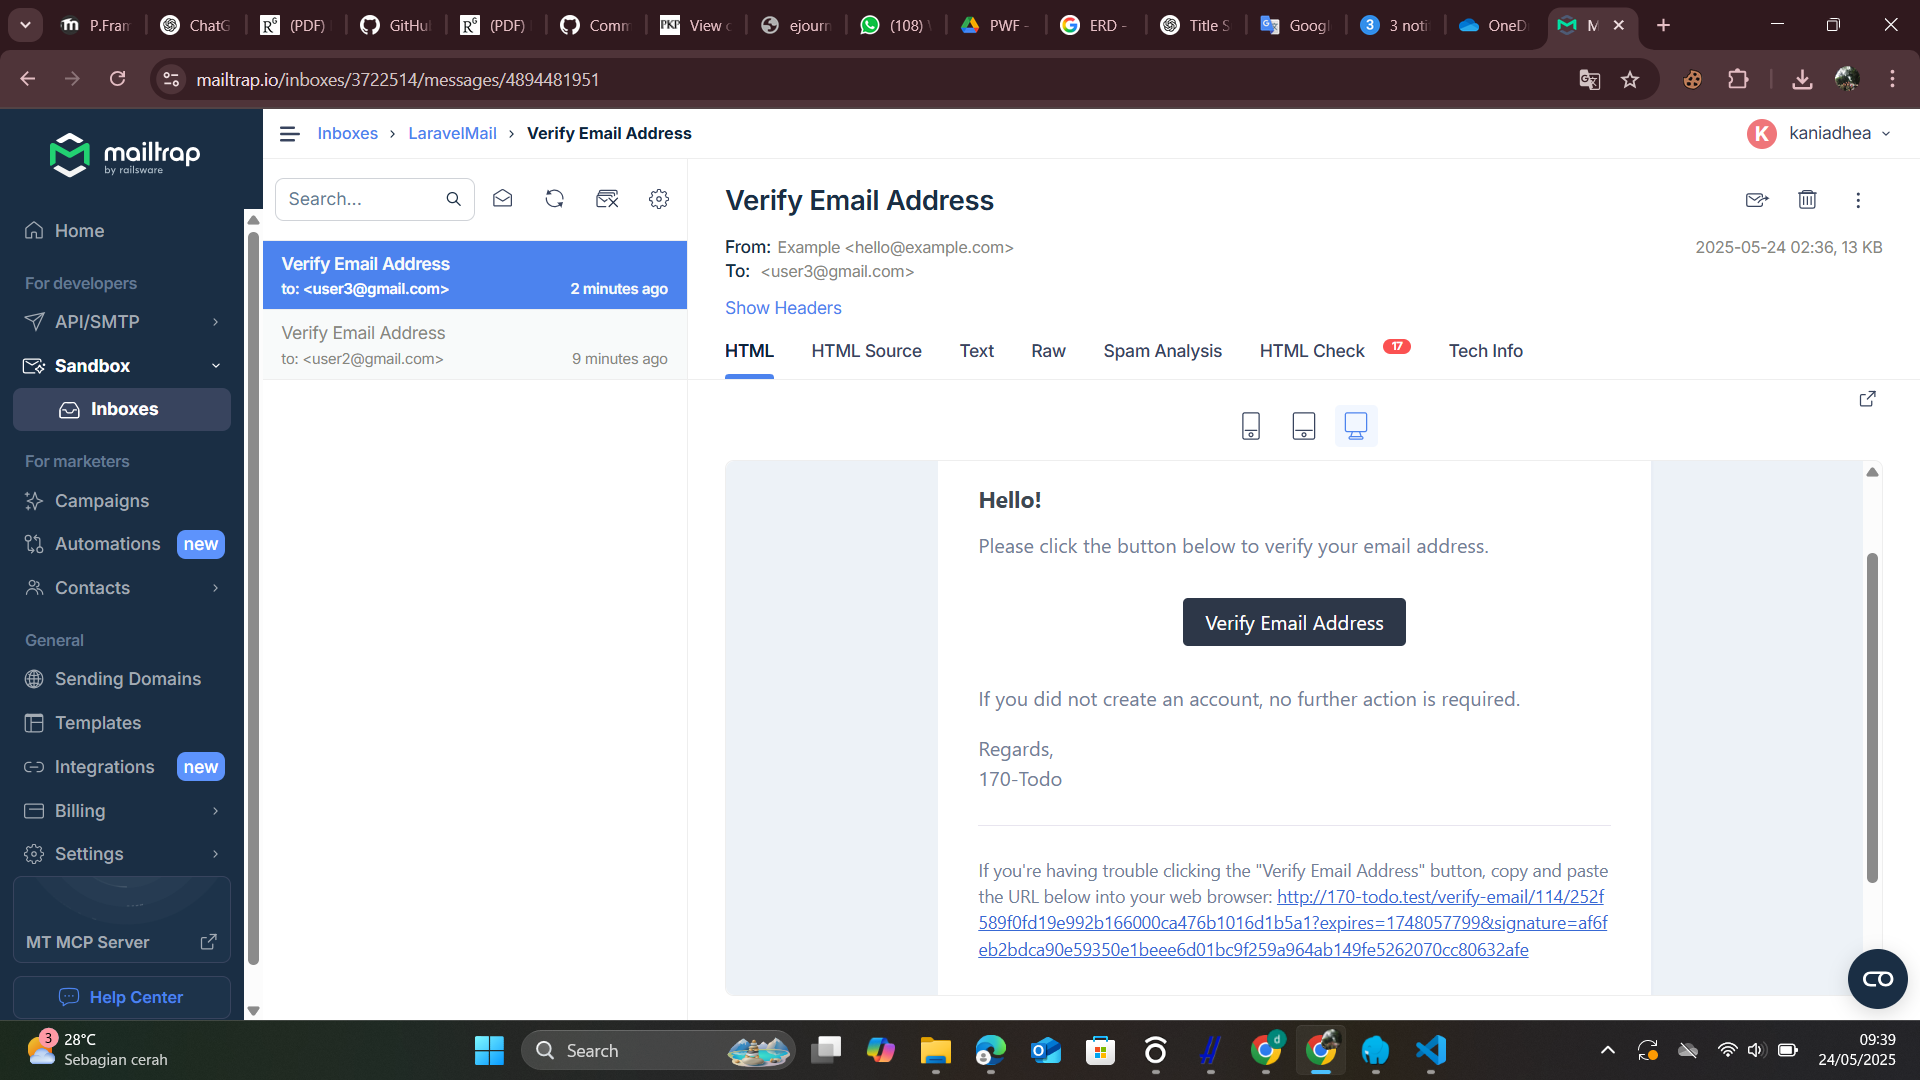 P.Fram
ChatG
(PDF)
GitHu
(PDF)
Comm
View c
ejourn
(108)
PWF -
ERD -
Title S
Googl
3 noti
OneD
mailtrap.io/inboxes/3722514/messages/4894481951
mailtrap
by railsware
Home
For developers
API/SMTP
Sandbox
Inboxes
For marketers
Campaigns
Automations new
Contacts
General
Sending Domains
Templates
Integrations new
Billing
Settings
MT MCP Server
Help Center
Inboxes › LaravelMail › Verify Email Address
K kaniadhea
Search...
Verify Email Address
to: <user3@gmail.com> 2 minutes ago
Verify Email Address
to: <user2@gmail.com> 9 minutes ago
Verify Email Address
From: Example <hello@example.com> 2025-05-24 02:36, 13 KB
To: <user3@gmail.com>
Show Headers
HTML HTML Source Text Raw Spam Analysis HTML Check 17 Tech Info
Hello!
Please click the button below to verify your email address.
Verify Email Address
If you did not create an account, no further action is required.
Regards,
170-Todo
If you're having trouble clicking the "Verify Email Address" button, copy and paste
the URL below into your web browser: http://170-todo.test/verify-email/114/252f
589f0fd19e992b166000ca476b1016d1b5a1?expires=1748057799&signature=af6f
eb2bdca90e59350e1beee6d01bc9f259a964ab149fe5262070cc80632afe
3
28°C
Sebagian cerah
Search
09:39
24/05/2025